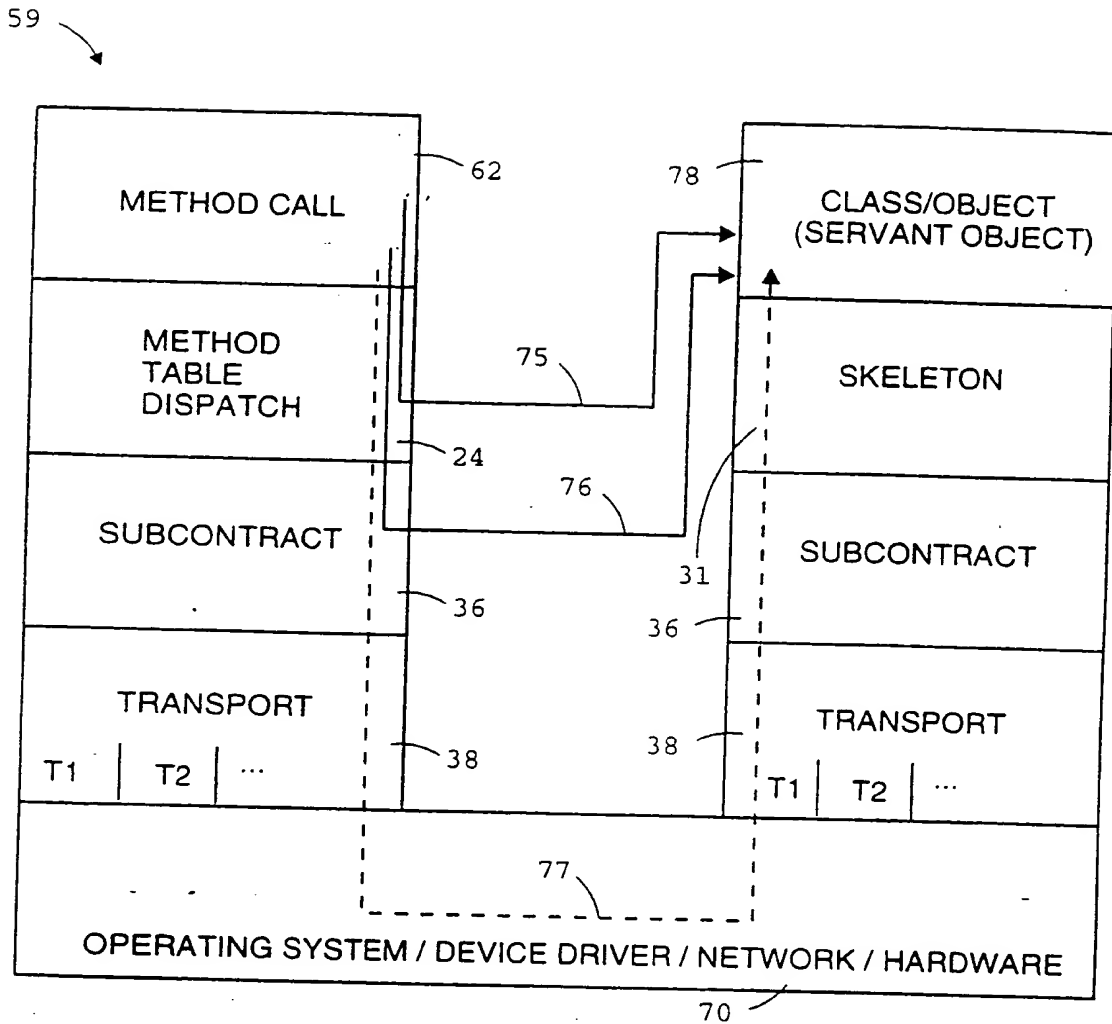 59
62
78
METHOD CALL
CLASS/OBJECT
(SERVANT OBJECT)
METHOD
TABLE
DISPATCH
75
SKELETON
24
76
SUBCONTRACT
31
SUBCONTRACT
36
36
TRANSPORT
38
38
TRANSPORT
T1
T2
...
T1
T2
...
77
OPERATING SYSTEM / DEVICE DRIVER / NETWORK / HARDWARE
70